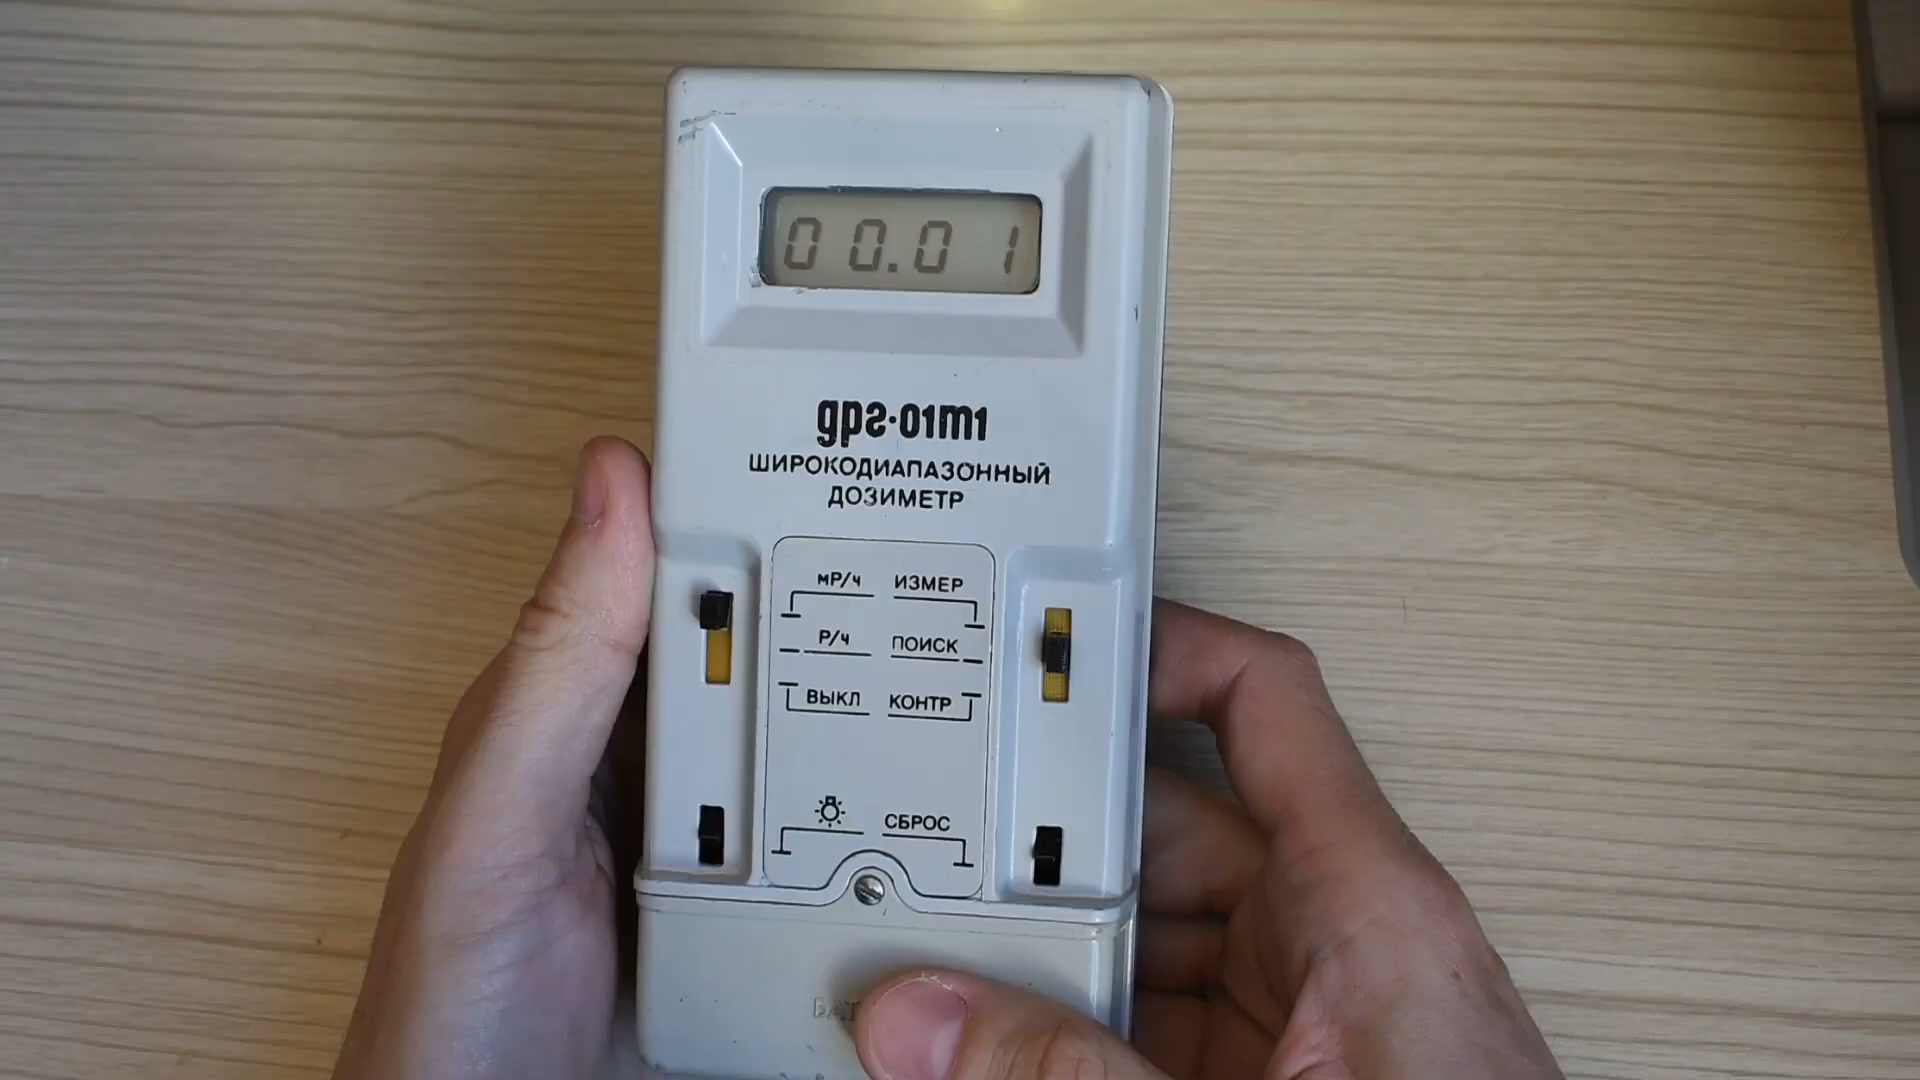 00.01
дрг·01т1
ШИРОКОДИАПАЗОННЫЙ
ДОЗИМЕТР
мР/ч ИЗМЕР
Р/ч ПОИСК
ВЫКЛ КОНТР
СБРОС